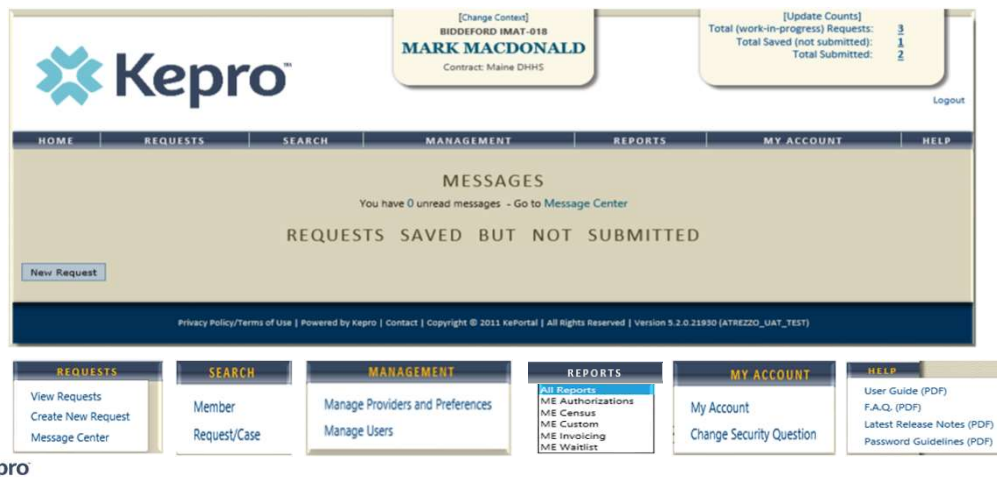 Kepro™
[Change Context]
BIDDEFORD IMAT-018
MARK MACDONALD
Contract: Maine DHHS
[Update Counts]
Total (work-in-progress) Requests: 3
Total Saved (not submitted): 1
Total Submitted: 2
Logout
HOME REQUESTS SEARCH MANAGEMENT REPORTS MY ACCOUNT HELP
MESSAGES
You have 0 unread messages - Go to Message Center
REQUESTS SAVED BUT NOT SUBMITTED
New Request
Privacy Policy/Terms of Use | Powered by Kepro | Contact | Copyright © 2011 KePortal | All Rights Reserved | Version 5.2.0.21930 (ATREZZO_UAT_TEST)
REQUESTS
View Requests
Create New Request
Message Center
SEARCH
Member
Request/Case
MANAGEMENT
Manage Providers and Preferences
Manage Users
REPORTS
All Reports
ME Authorizations
ME Census
ME Custom
ME Invoicing
ME Waitlist
MY ACCOUNT
My Account
Change Security Question
HELP
User Guide (PDF)
F.A.Q. (PDF)
Latest Release Notes (PDF)
Password Guidelines (PDF)
pro